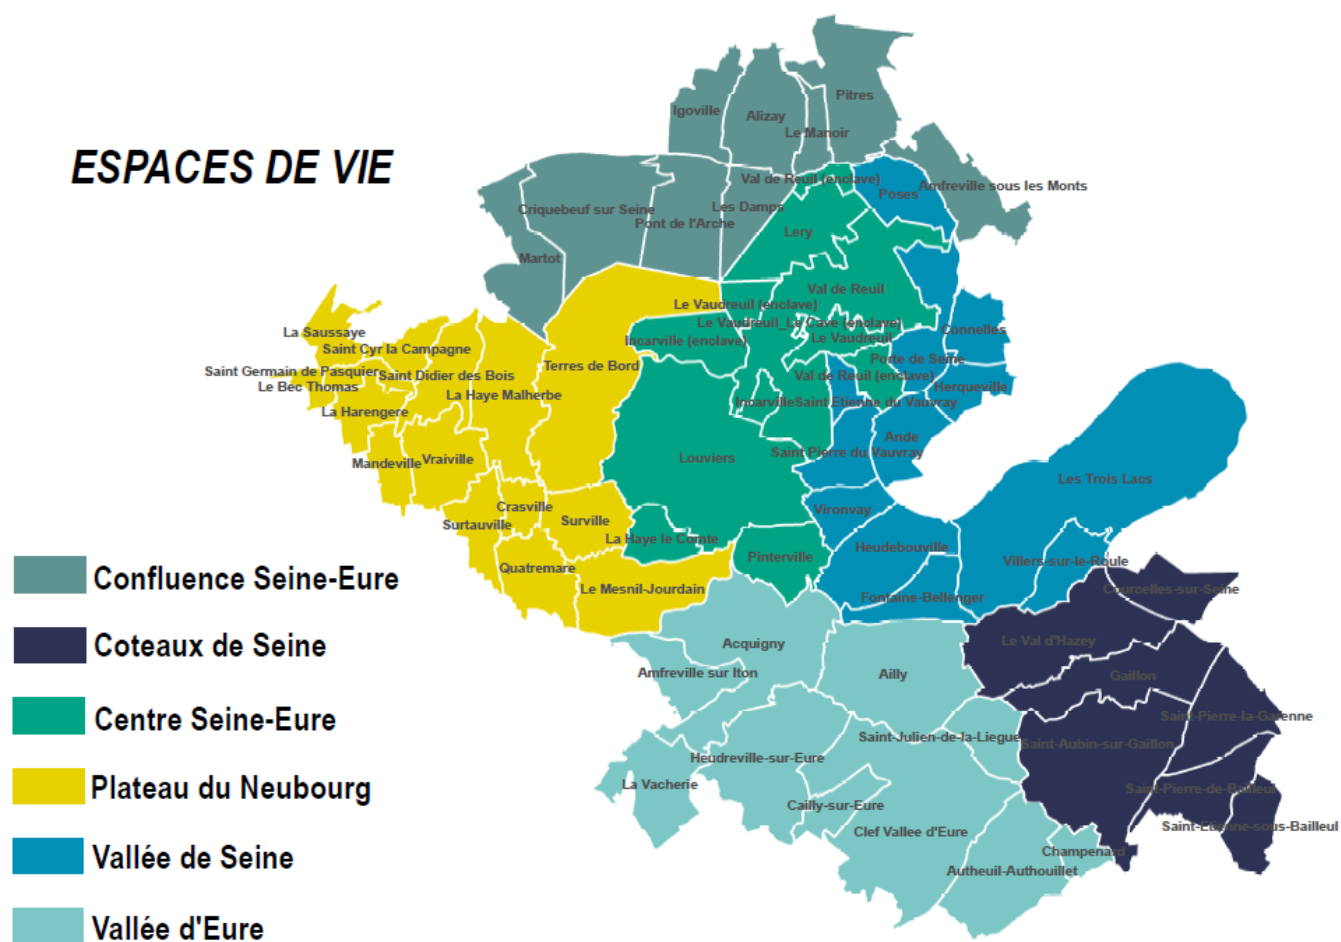 ESPACES DE VIE
Igoville
Alizay
Pitres
Le Manoir
Val de Reuil (enclave)
Amfreville sous les Monts
Poses
Criquebeuf sur Seine
Les Damps
Pont de l'Arche
Lery
Martot
Val de Reuil
Le Vaudreuil (enclave)
Le Vaudreuil_Le Cave (enclave)
La Saussaye
Incarville (enclave)
Le Vaudreuil
Connelles
Saint Cyr la Campagne
Porte de Seine
Saint Germain de Pasquier
Saint Didier des Bois
Terres de Bord
Val de Reuil (enclave)
Le Bec Thomas
Herqueville
La Haye Malherbe
Incarville
Saint Etienne du Vauvray
La Harengere
Ande
Saint Pierre du Vauvray
Mandeville
Vraiville
Louviers
Les Trois Lacs
Crasville
Vironvay
Surtauville
Surville
La Haye le Comte
Heudebouville
Pinterville
Villers-sur-le-Roule
Quatremare
Le Mesnil-Jourdain
Fontaine-Bellenger
Courcelles-sur-Seine
Confluence Seine-Eure
Coteaux de Seine
Centre Seine-Eure
Plateau du Neubourg
Vallée de Seine
Vallée d'Eure
Acquigny
Le Val d'Hazey
Amfreville sur Iton
Ailly
Gaillon
Saint-Pierre-la-Garenne
Saint-Julien-de-la-Liegue
Saint-Aubin-sur-Gaillon
Heudreville-sur-Eure
La Vacherie
Saint-Pierre-de-Bailleul
Cailly-sur-Eure
Clef Vallee d'Eure
Saint-Etienne-sous-Bailleul
Champenard
Autheuil-Authouillet